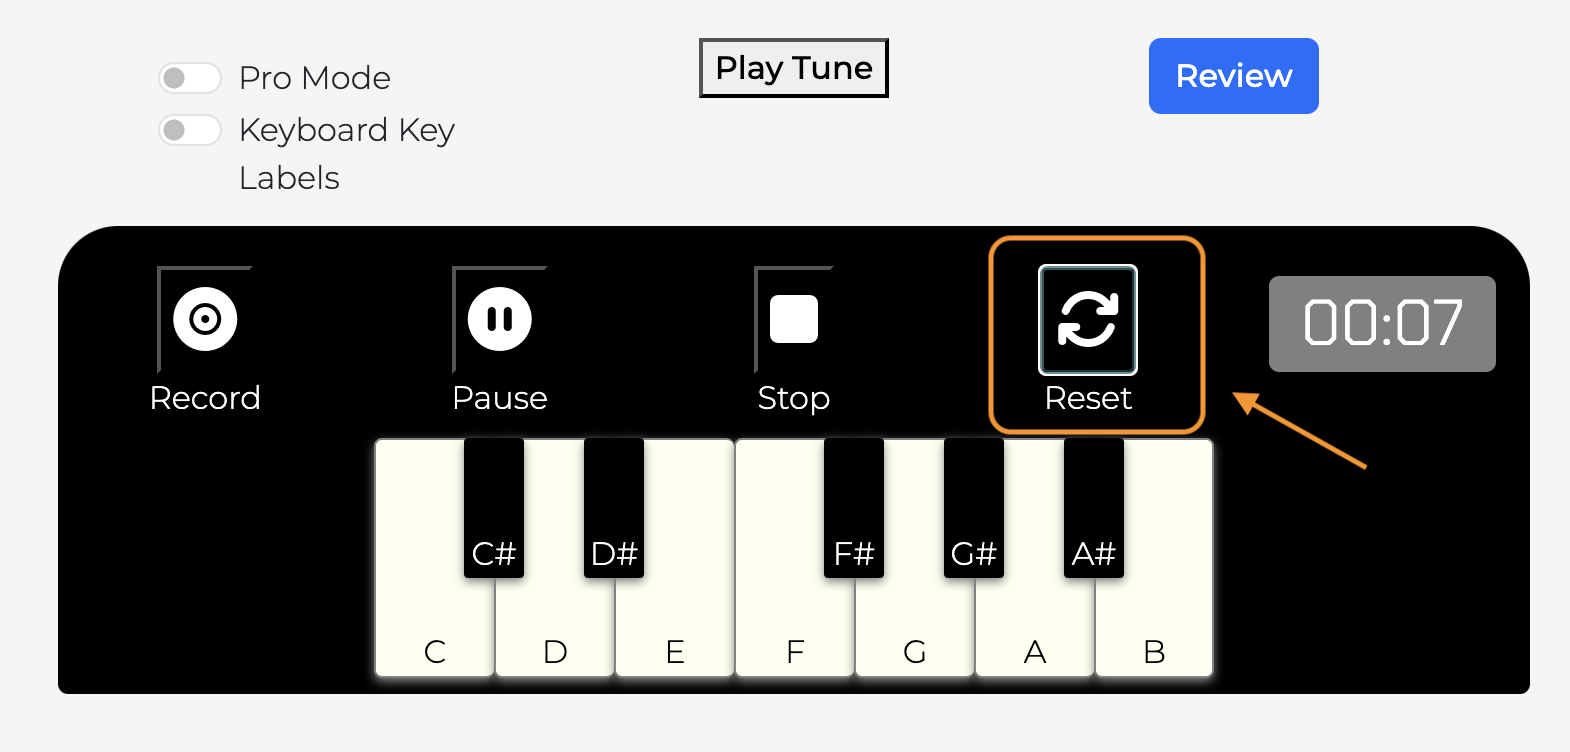 Pro Mode
Keyboard Key
Labels
Play Tune
Review
Record
Pause
Stop
Reset
00:07
C#
D#
F#
G#
A#
C
D
E
F
G
A
B